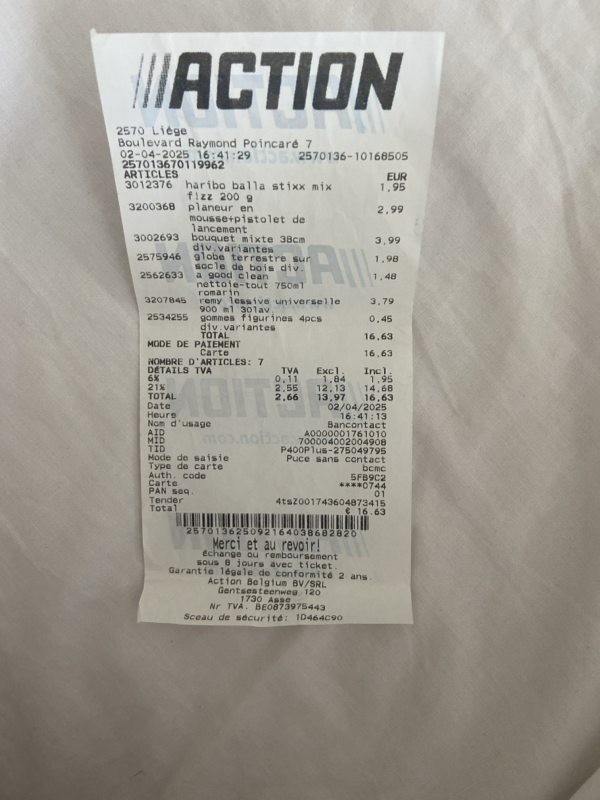 ACTION
2570 Liège
Boulevard Raymond Poincaré 7
02-04-2025 16:41:29 2570136-10168505
257013670119962
ARTICLES EUR
3012376 haribo balla stixx mix 1,95
fizz 200 g
3200368 planeur en 2,99
mousse+pistolet de
lancement
3002693 bouquet mixte 38cm 3,99
div.variantes
2575946 globe terrestre sur 1,98
socle de bois div.
2562633 a good clean 1,48
nettoie-tout 750ml
romarin
3207845 remy lessive universelle 3,79
900 ml 30lav.
2534255 gommes figurines 4pcs 0,45
div.variantes
TOTAL 16,63
MODE DE PAIEMENT
Carte 16,63
NOMBRE D'ARTICLES: 7
DÉTAILS TVA TVA Excl. Incl.
6% 0,11 1,84 1,95
21% 2,55 12,13 14,68
TOTAL 2,66 13,97 16,63
Date 02/04/2025
Heure 16:41:13
Nom d'usage Bancontact
AID A0000001761010
MID 700004002004908
TID P400Plus-275049795
Mode de saisie Puce sans contact
Type de carte bcmc
Auth. code 5FB9C2
Carte ****0744
PAN seq. 01
Tender 4tsZ001743604873415
Total € 16.63
2570136250921640386828​20
Merci et au revoir!
échange ou remboursement
sous 8 jours avec ticket.
Garantie légale de conformité 2 ans.
Action Belgium BV/SRL
Gentsesteenweg 120
1730 Asse
Nr TVA. BE0873975443
Sceau de sécurité: 1D464C90